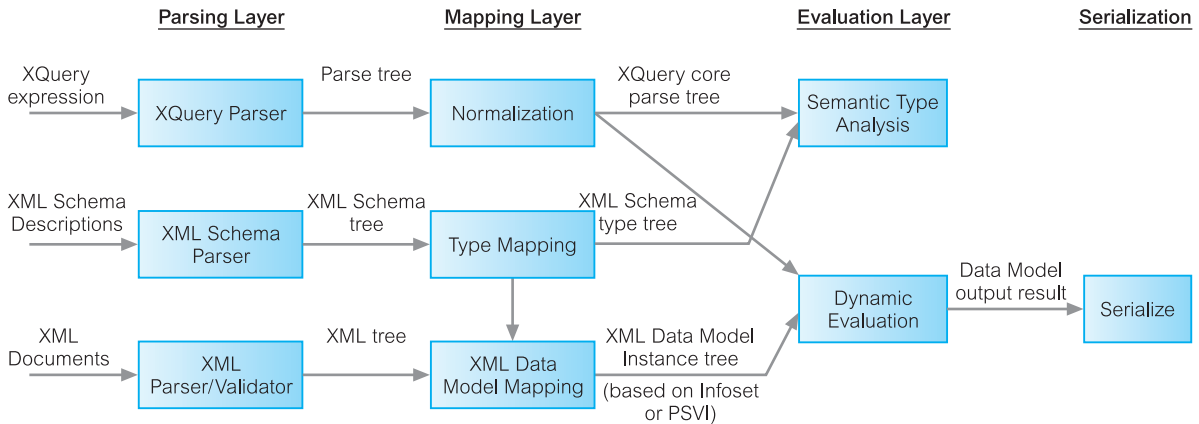 Parsing Layer
Mapping Layer
Evaluation Layer
Serialization
XQuery
expression
XQuery Parser
Parse tree
Normalization
XQuery core
parse tree
Semantic Type
Analysis
XML Schema
Descriptions
XML Schema
Parser
XML Schema
tree
Type Mapping
XML Schema
type tree
Dynamic
Evaluation
Data Model
output result
Serialize
XML
Documents
XML
Parser/Validator
XML tree
XML Data
Model Mapping
XML Data Model
Instance tree
(based on Infoset
or PSVI)